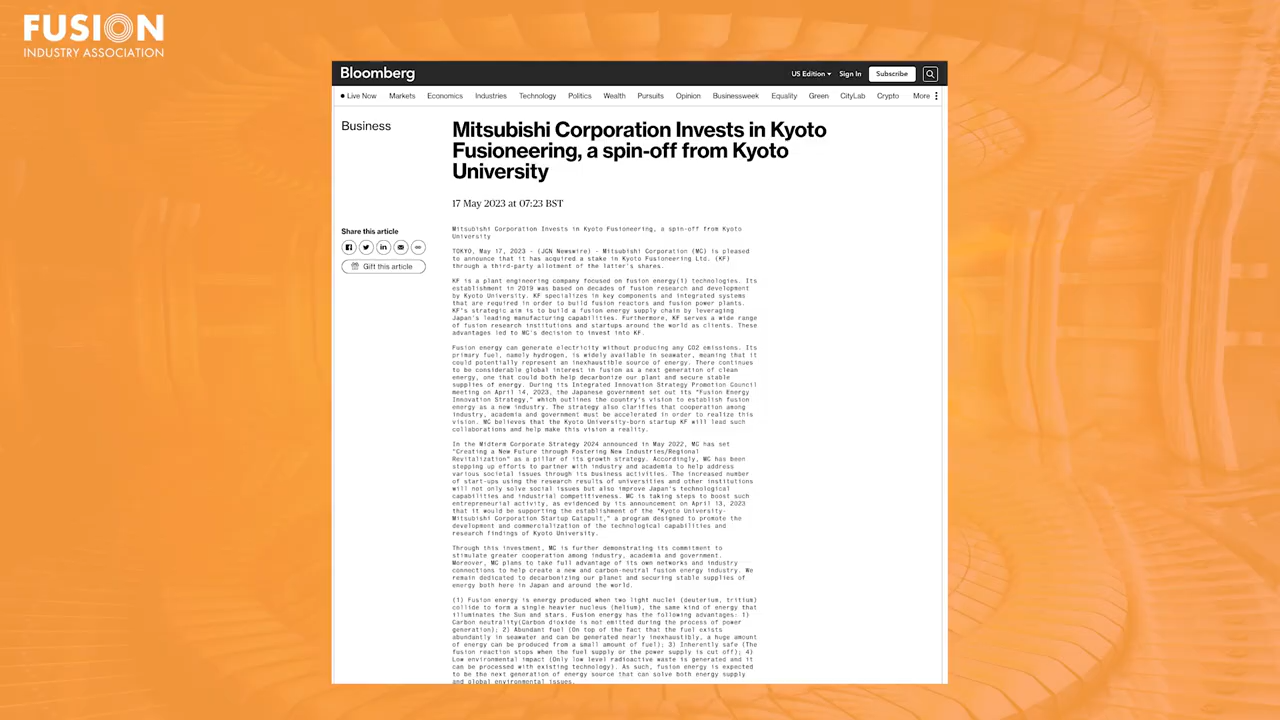 FUSION
INDUSTRY ASSOCIATION
Bloomberg
US Edition
Sign In
Subscribe
Live Now
Markets
Economics
Industries
Technology
Politics
Wealth
Pursuits
Opinion
Businessweek
Equality
Green
CityLab
Crypto
More
Business
Mitsubishi Corporation Invests in Kyoto
Fusioneering, a spin-off from Kyoto
University
17 May 2023 at 07:23 BST
Share this article
Gift this article
Mitsubishi Corporation Invests in Kyoto Fusioneering, a spin-off from Kyoto
University
TOKYO, May 17, 2023 - (JCN Newswire) - Mitsubishi Corporation (MC) is pleased
to announce that it has acquired a stake in Kyoto Fusioneering Ltd. (KF)
through a third-party allotment of the latter's shares.
KF is a plant engineering company focused on fusion energy(1) technologies. Its
establishment in 2019 was based on decades of fusion research and development
by Kyoto University. KF specializes in key components and integrated systems
that are required in order to build fusion reactors and fusion power plants.
KF's strategic aim is to build a fusion energy supply chain by leveraging
Japan's leading manufacturing capabilities. Furthermore, KF serves a wide range
of fusion research institutions and startups around the world as clients. These
advantages led to MC's decision to invest into KF.
Fusion energy can generate electricity without producing any CO2 emissions. Its
primary fuel, namely hydrogen, is widely available in seawater, meaning that it
could potentially represent an inexhaustible source of energy. There continues
to be considerable global interest in fusion as a next generation of clean
energy, one that could both help decarbonize our plant and secure stable
supplies of energy. During its Integrated Innovation Strategy Promotion Council
meeting on April 14, 2023, the Japanese government set out its "Fusion Energy
Innovation Strategy," which outlines the country's vision to establish fusion
energy as a new industry. The strategy also clarifies that cooperation among
industry, academia and government must be accelerated in order to realize this
vision. MC believes that the Kyoto University-born startup KF will lead such
collaborations and help make this vision a reality.
In the Midterm Corporate Strategy 2024 announced in May 2022, MC has set
"Creating a New Future through Fostering New Industries/Regional
Revitalization" as a pillar of its growth strategy. Accordingly, MC has been
stepping up efforts to partner with industry and academia to help address
various societal issues through its business activities. The increased number
of start-ups using the research results of universities and other institutions
will not only solve social issues but also improve Japan's technological
capabilities and industrial competitiveness. MC is taking steps to boost such
entrepreneurial activity, as evidenced by its announcement on April 13, 2023
that it would be supporting the establishment of the "Kyoto University-
Mitsubishi Corporation Startup Catapult," a program designed to promote the
development and commercialization of the technological capabilities and
research findings of Kyoto University.
Through this investment, MC is further demonstrating its commitment to
stimulate greater cooperation among industry, academia and government.
Moreover, MC plans to take full advantage of its own networks and industry
connections to help create a new and carbon-neutral fusion energy industry. We
remain dedicated to decarbonizing our planet and securing stable supplies of
energy both here in Japan and around the world.
(1) Fusion energy is energy produced when two light nuclei (deuterium, tritium)
collide to form a single heavier nucleus (helium), the same kind of energy that
illuminates the Sun and stars. Fusion energy has the following advantages: 1)
Carbon neutrality(Carbon dioxide is not emitted during the process of power
generation); 2) Abundant fuel (On top of the fact that the fuel exists
abundantly in seawater and can be generated nearly inexhaustibly, a huge amount
of energy can be produced from a small amount of fuel); 3) Inherently safe (The
fusion reaction stops when the fuel supply or the power supply is cut off); 4)
Low environmental impact (Only low level radioactive waste is generated and it
can be processed with existing technology). As such, fusion energy is expected
to be the next generation of energy source that can solve both energy supply
and global environmental issues.